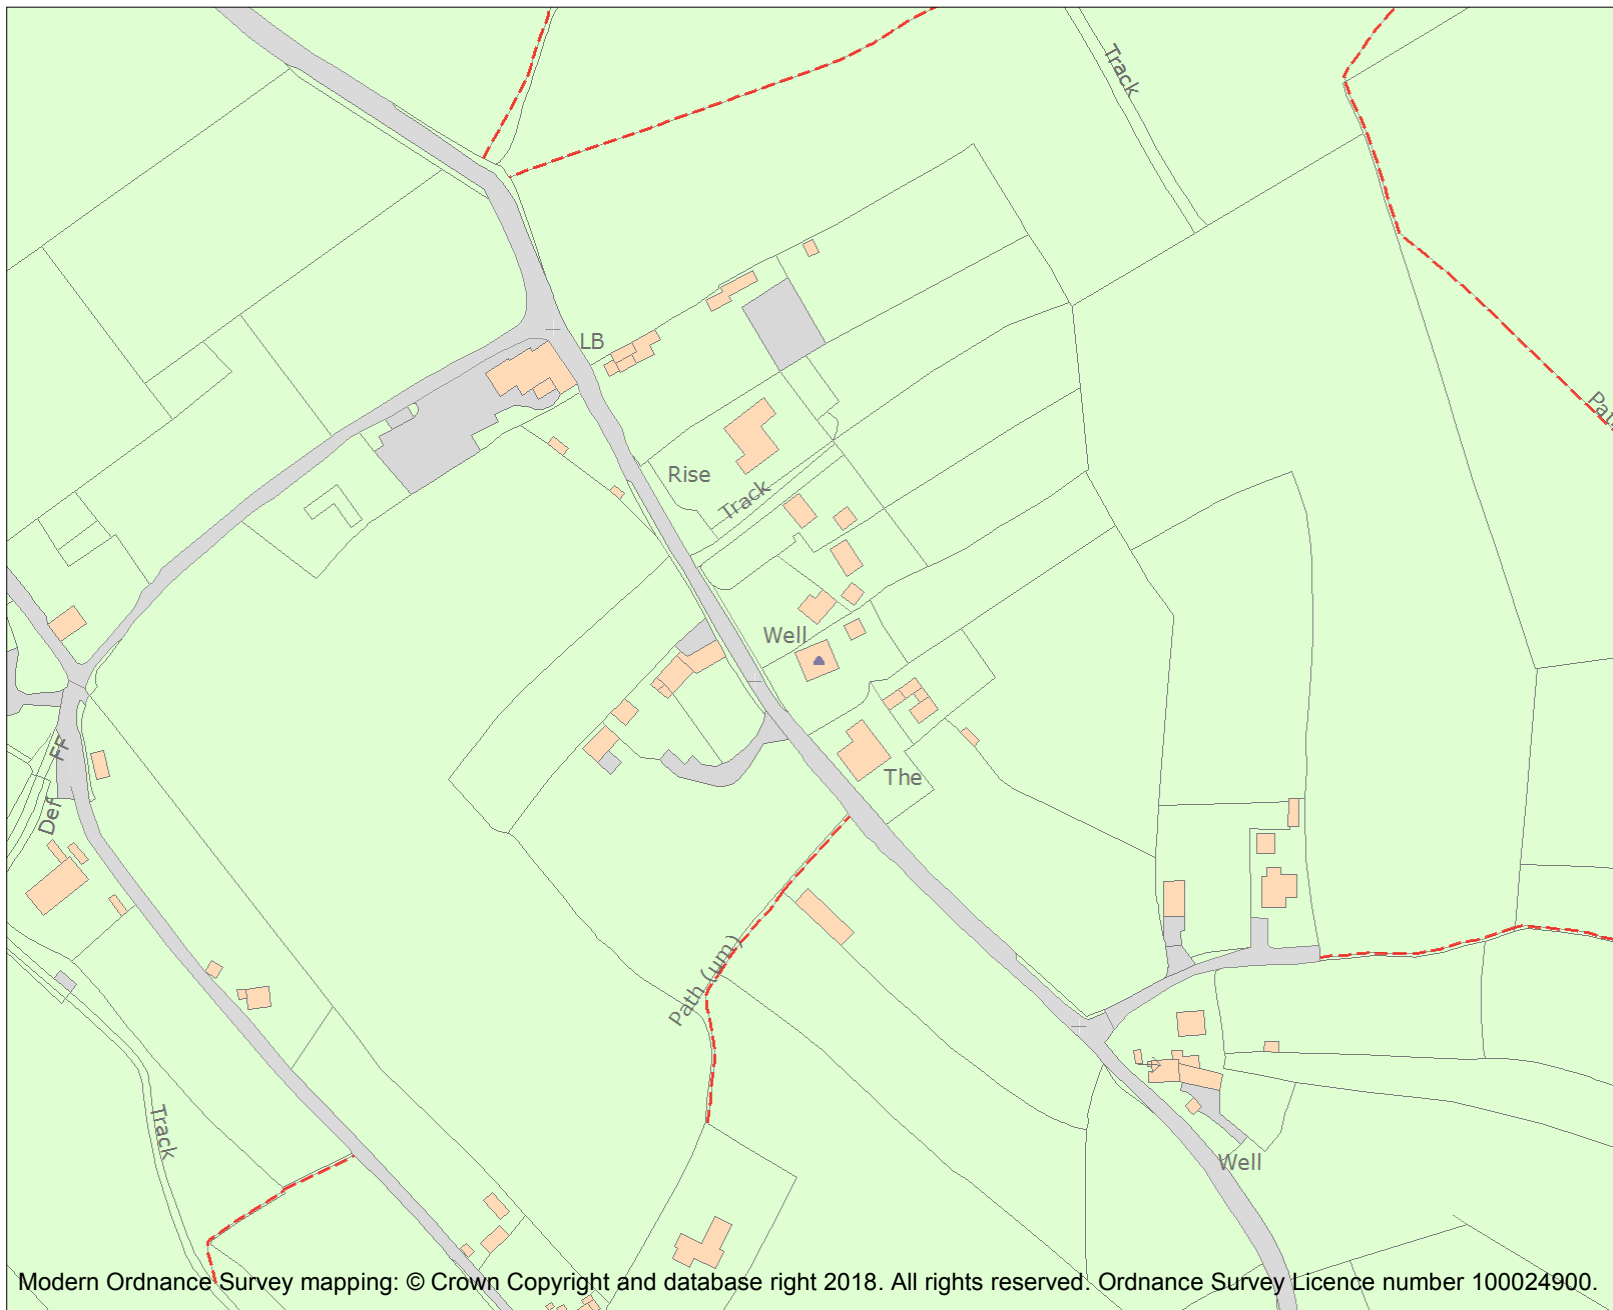 Track
LB
Pa
Rise
Track
Well
FF
The
Def
Path (um)
Track
Well
Modern Ordnance Survey mapping: © Crown Copyright and database right 2018. All rights reserved. Ordnance Survey Licence number 100024900.